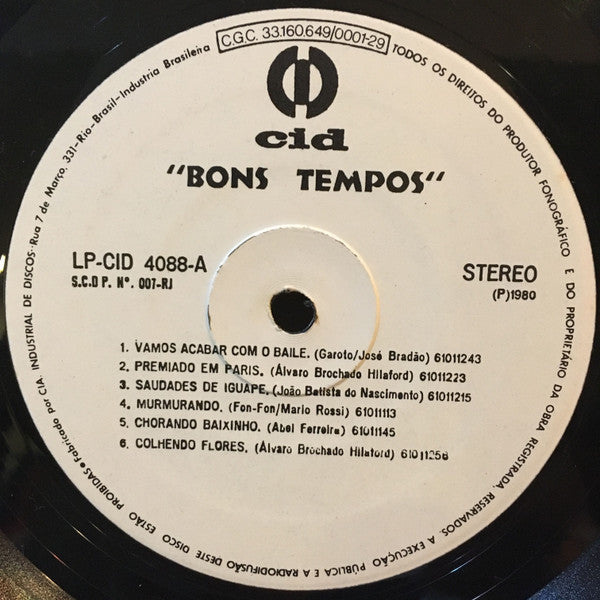 C.G.C. 33.160.649/0001-29
TODOS OS DIREITOS DO PRODUTOR FONOGRÁFICO E DO PROPRIETÁRIO DA OBRA REGISTRADA, RESERVADOS. A EXECUÇÃO PÚBLICA E A RADIODIFUSÃO DESTE DISCO ESTÃO PROIBIDAS • Fabricado por CIA. INDUSTRIAL DE DISCOS-Rua 7 de Março, 331-Rio-Brasil-Industria Brasileira
cid
"BONS TEMPOS"
LP-CID 4088-A
S.C.D P. Nº. 007-RJ
STEREO
(P)1980
1. VAMOS ACABAR COM O BAILE. (Garoto/José Bradão) 61011243
2. PREMIADO EM PARIS. (Álvaro Brochado Hilaford) 61011223
3. SAUDADES DE IGUAPE. (João Batista do Nascimento) 61011215
4. MURMURANDO. (Fon-Fon/Mario Rossi) 61011113
5. CHORANDO BAIXINHO. (Abel Ferreira) 61011145
6. COLHENDO FLORES. (Álvaro Brochado Hilaford) 61011256